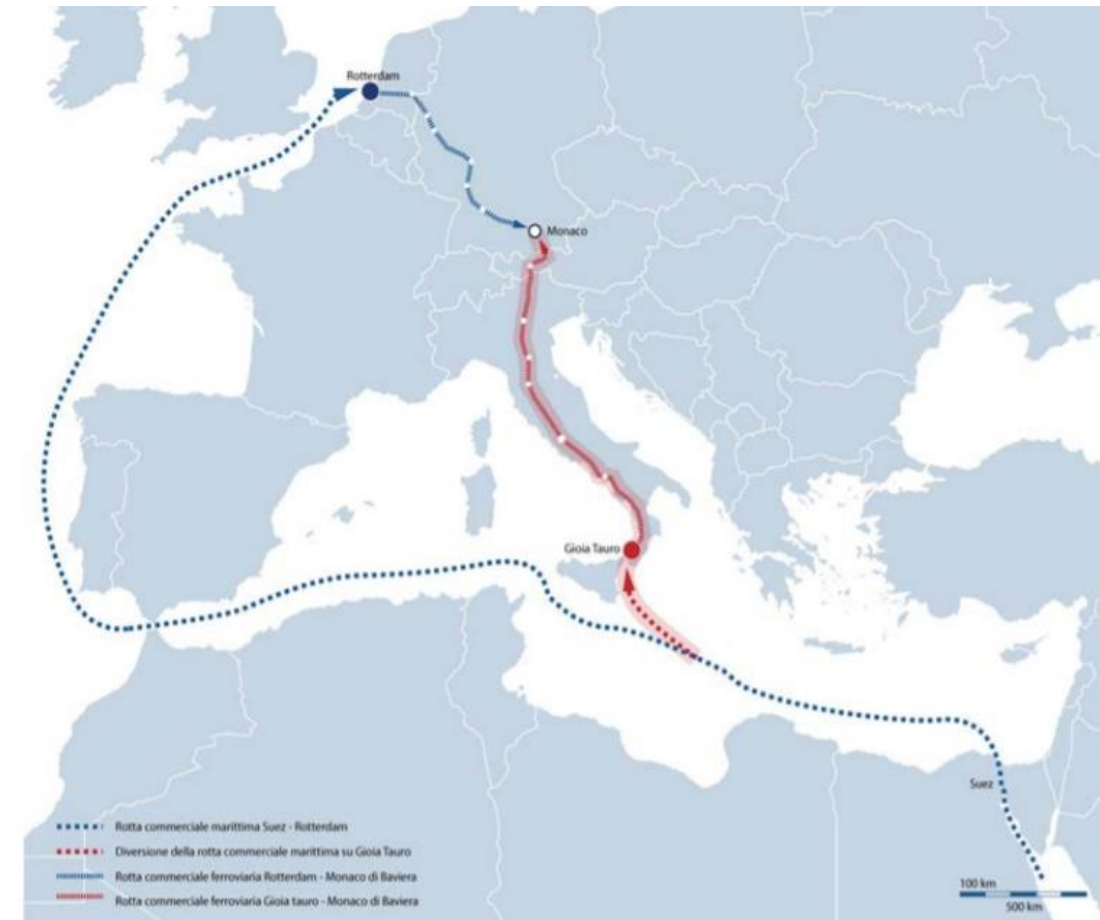 Rotterdam
Monaco
Gioia Tauro
Suez
Rotta commerciale marittima Suez - Rotterdam
Diversione della rotta commerciale marittima su Gioia Tauro
Rotta commerciale ferroviaria Rotterdam - Monaco di Baviera
Rotta commerciale ferroviaria Gioia tauro - Monaco di Baviera
100 km
500 km